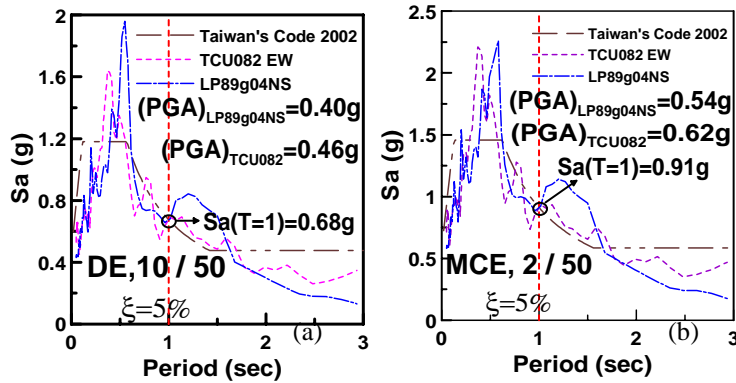 2
1.6
1.2
0.8
0.4
0
Sa (g)
Taiwan's Code 2002
TCU082 EW
LP89g04NS
(PGA)LP89g04NS=0.40g
(PGA)TCU082=0.46g
Sa(T=1)=0.68g
DE,10 / 50
ξ=5%
(a)
0 1 2 3
Period (sec)
2.5
2
1.5
1
0.5
0
Sa (g)
Taiwan's Code 2002
TCU082 EW
LP89g04NS
(PGA)LP89g04NS=0.54g
(PGA)TCU082=0.62g
Sa(T=1)=0.91g
MCE, 2 / 50
ξ=5%
(b)
0 1 2 3
Period (sec)